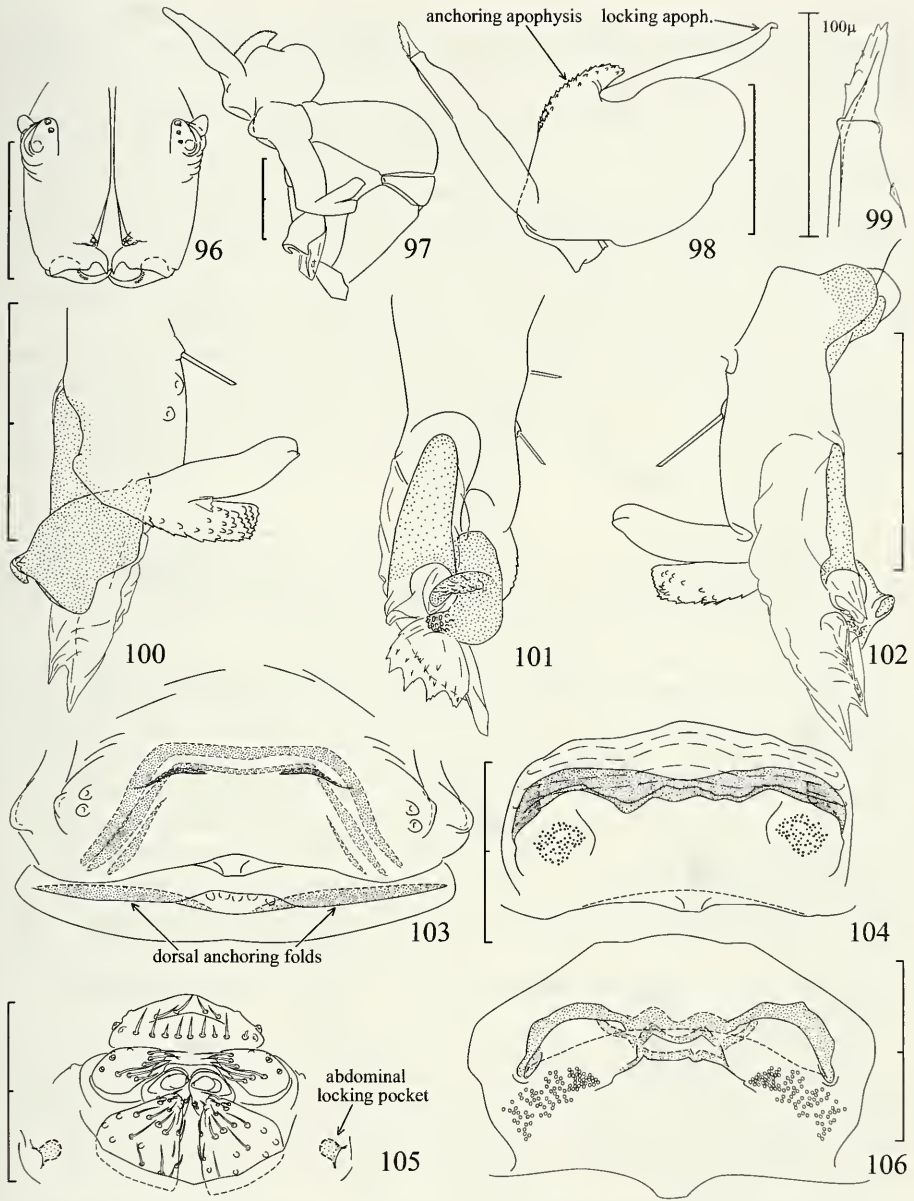 anchoring apophysis locking apoph.
100µ
96
97
98
99
100
101
102
103
dorsal anchoring folds
104
abdominal
locking pocket
105
106